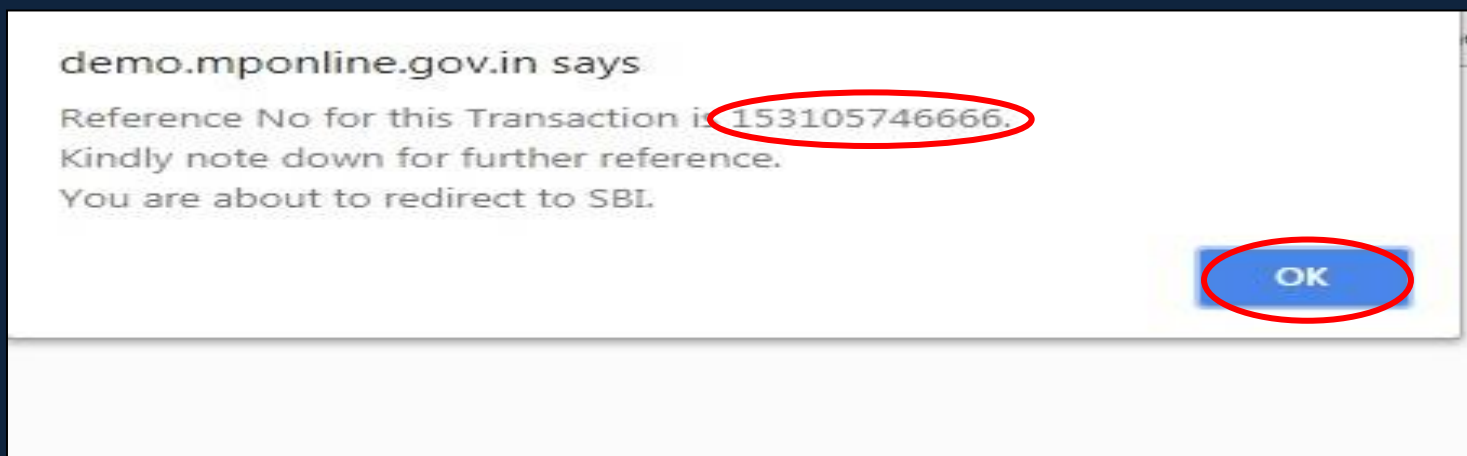 demo.mponline.gov.in says
Reference No for this Transaction is 153105746666.
Kindly note down for further reference.
You are about to redirect to SBI.
OK